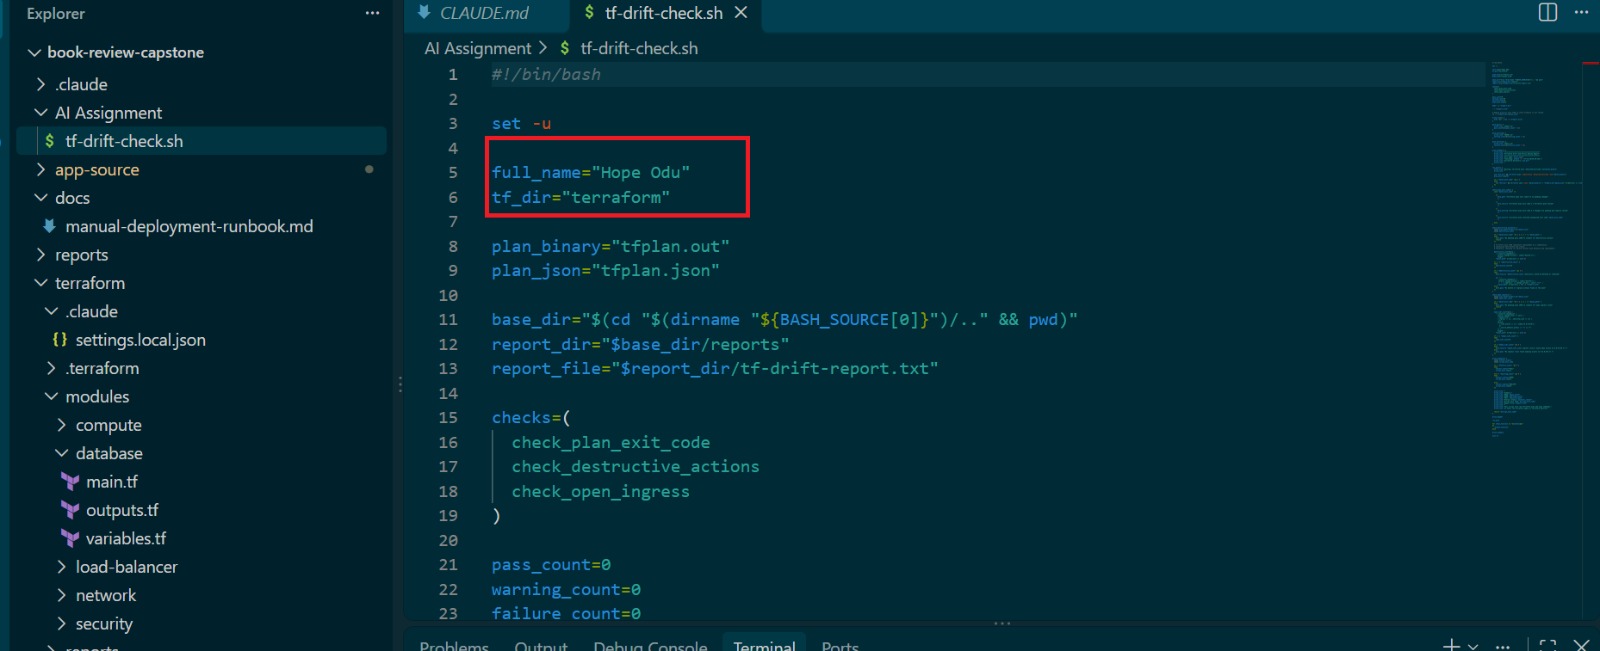 Explorer
book-review-capstone
.claude
AI Assignment
$ tf-drift-check.sh
app-source
docs
manual-deployment-runbook.md
reports
terraform
.claude
{} settings.local.json
.terraform
modules
compute
database
main.tf
outputs.tf
variables.tf
load-balancer
network
security
reports
CLAUDE.md
$ tf-drift-check.sh
AI Assignment > $ tf-drift-check.sh
1 #!/bin/bash
2
3 set -u
4
5 full_name="Hope Odu"
6 tf_dir="terraform"
7
8 plan_binary="tfplan.out"
9 plan_json="tfplan.json"
10
11 base_dir="$(cd "$(dirname "${BASH_SOURCE[0]}")/.." && pwd)"
12 report_dir="$base_dir/reports"
13 report_file="$report_dir/tf-drift-report.txt"
14
15 checks=(
16 check_plan_exit_code
17 check_destructive_actions
18 check_open_ingress
19 )
20
21 pass_count=0
22 warning_count=0
23 failure_count=0
Problems Output Debug Console Terminal Ports